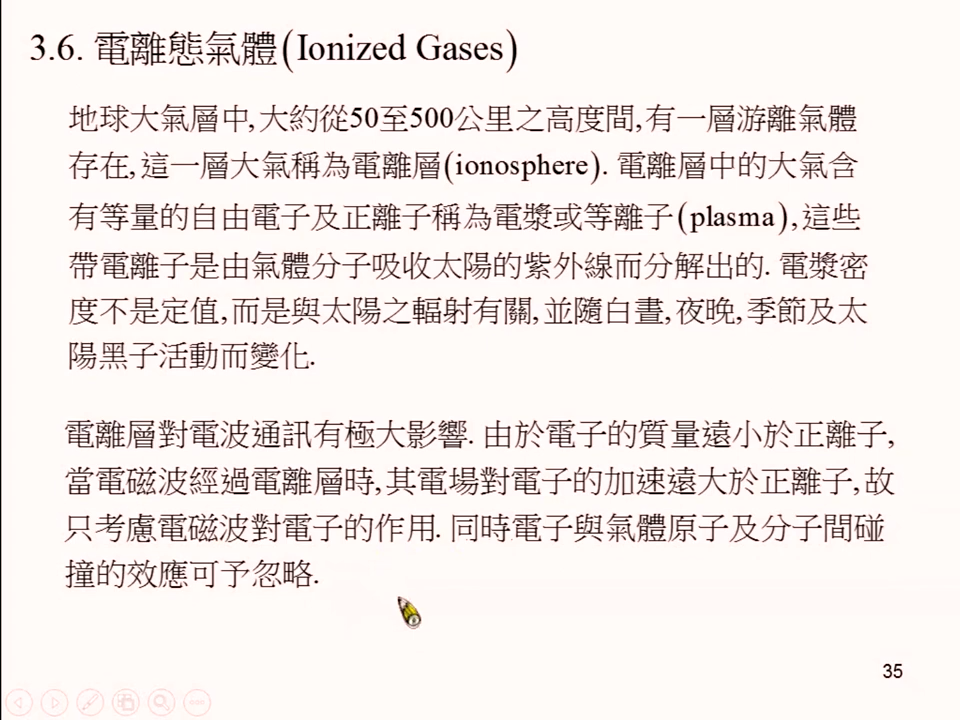 3.6. 電離態氣體(Ionized Gases)
地球大氣層中,大約從50至500公里之高度間,有一層游離氣體
存在,這一層大氣稱為電離層(ionosphere). 電離層中的大氣含
有等量的自由電子及正離子稱為電漿或等離子(plasma),這些
帶電離子是由氣體分子吸收太陽的紫外線而分解出的. 電漿密
度不是定值,而是與太陽之輻射有關,並隨白晝,夜晚,季節及太
陽黑子活動而變化.
電離層對電波通訊有極大影響. 由於電子的質量遠小於正離子,
當電磁波經過電離層時,其電場對電子的加速遠大於正離子,故
只考慮電磁波對電子的作用. 同時電子與氣體原子及分子間碰
撞的效應可予忽略.
35